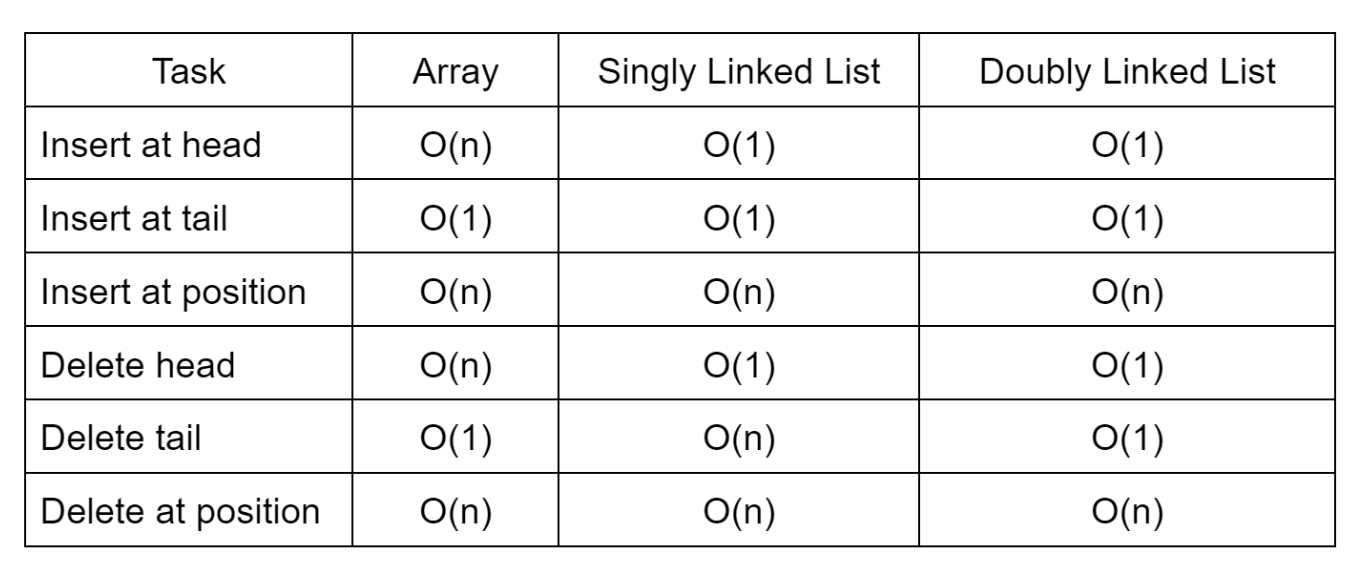 Task Array Singly Linked List Doubly Linked List
Insert at head O(n) O(1) O(1)
Insert at tail O(1) O(1) O(1)
Insert at position O(n) O(n) O(n)
Delete head O(n) O(1) O(1)
Delete tail O(1) O(n) O(1)
Delete at position O(n) O(n) O(n)